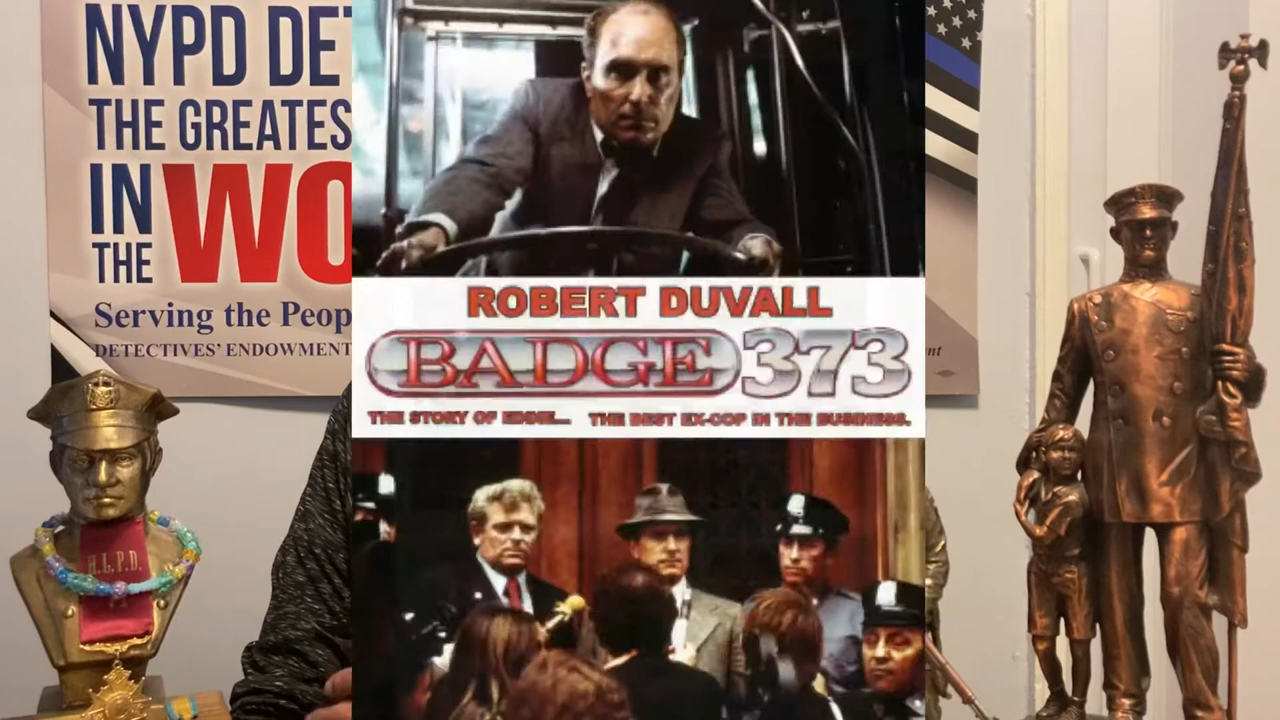 NYPD DET
THE GREATES
IN
THE
WO
Serving the Peop
DETECTIVES' ENDOWMENT
ROBERT DUVALL
BADGE 373
THE STORY OF EDDIE... THE BEST EX-COP IN THE BUSINESS.
H.L.P.D.